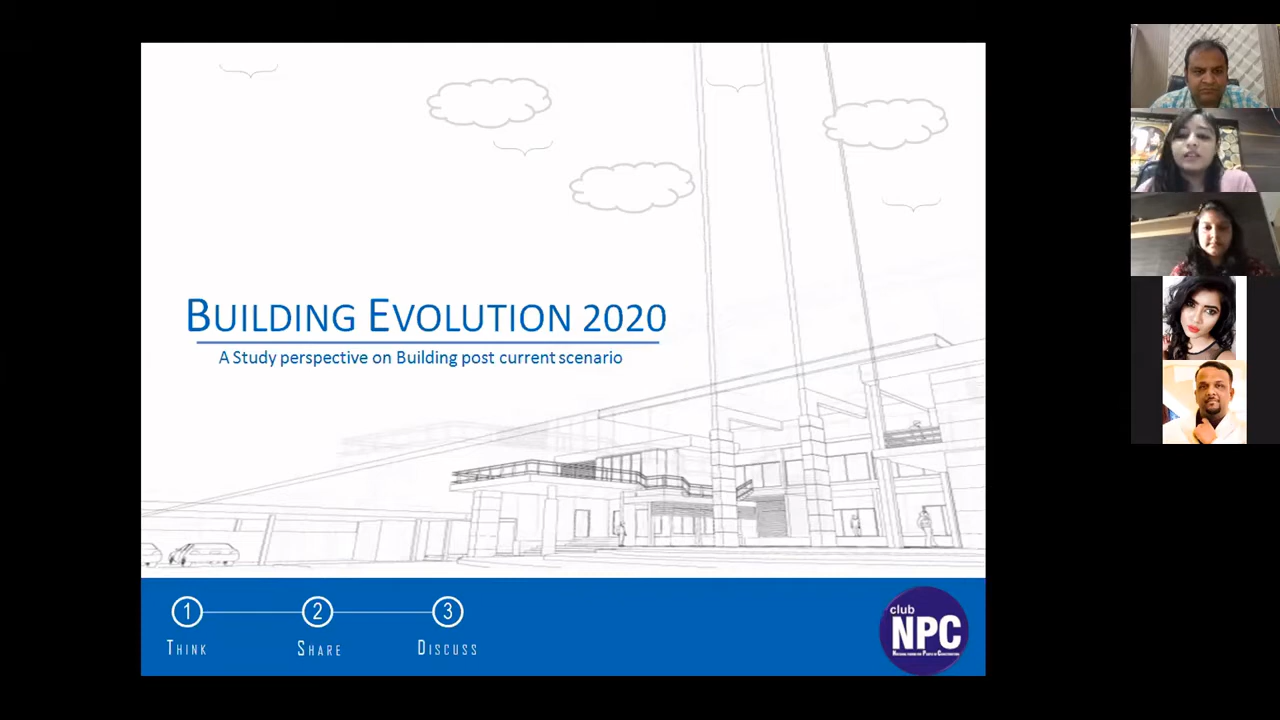 BUILDING EVOLUTION 2020
A Study perspective on Building post current scenario
1 2 3
THINK SHARE DISCUSS
club
NPC